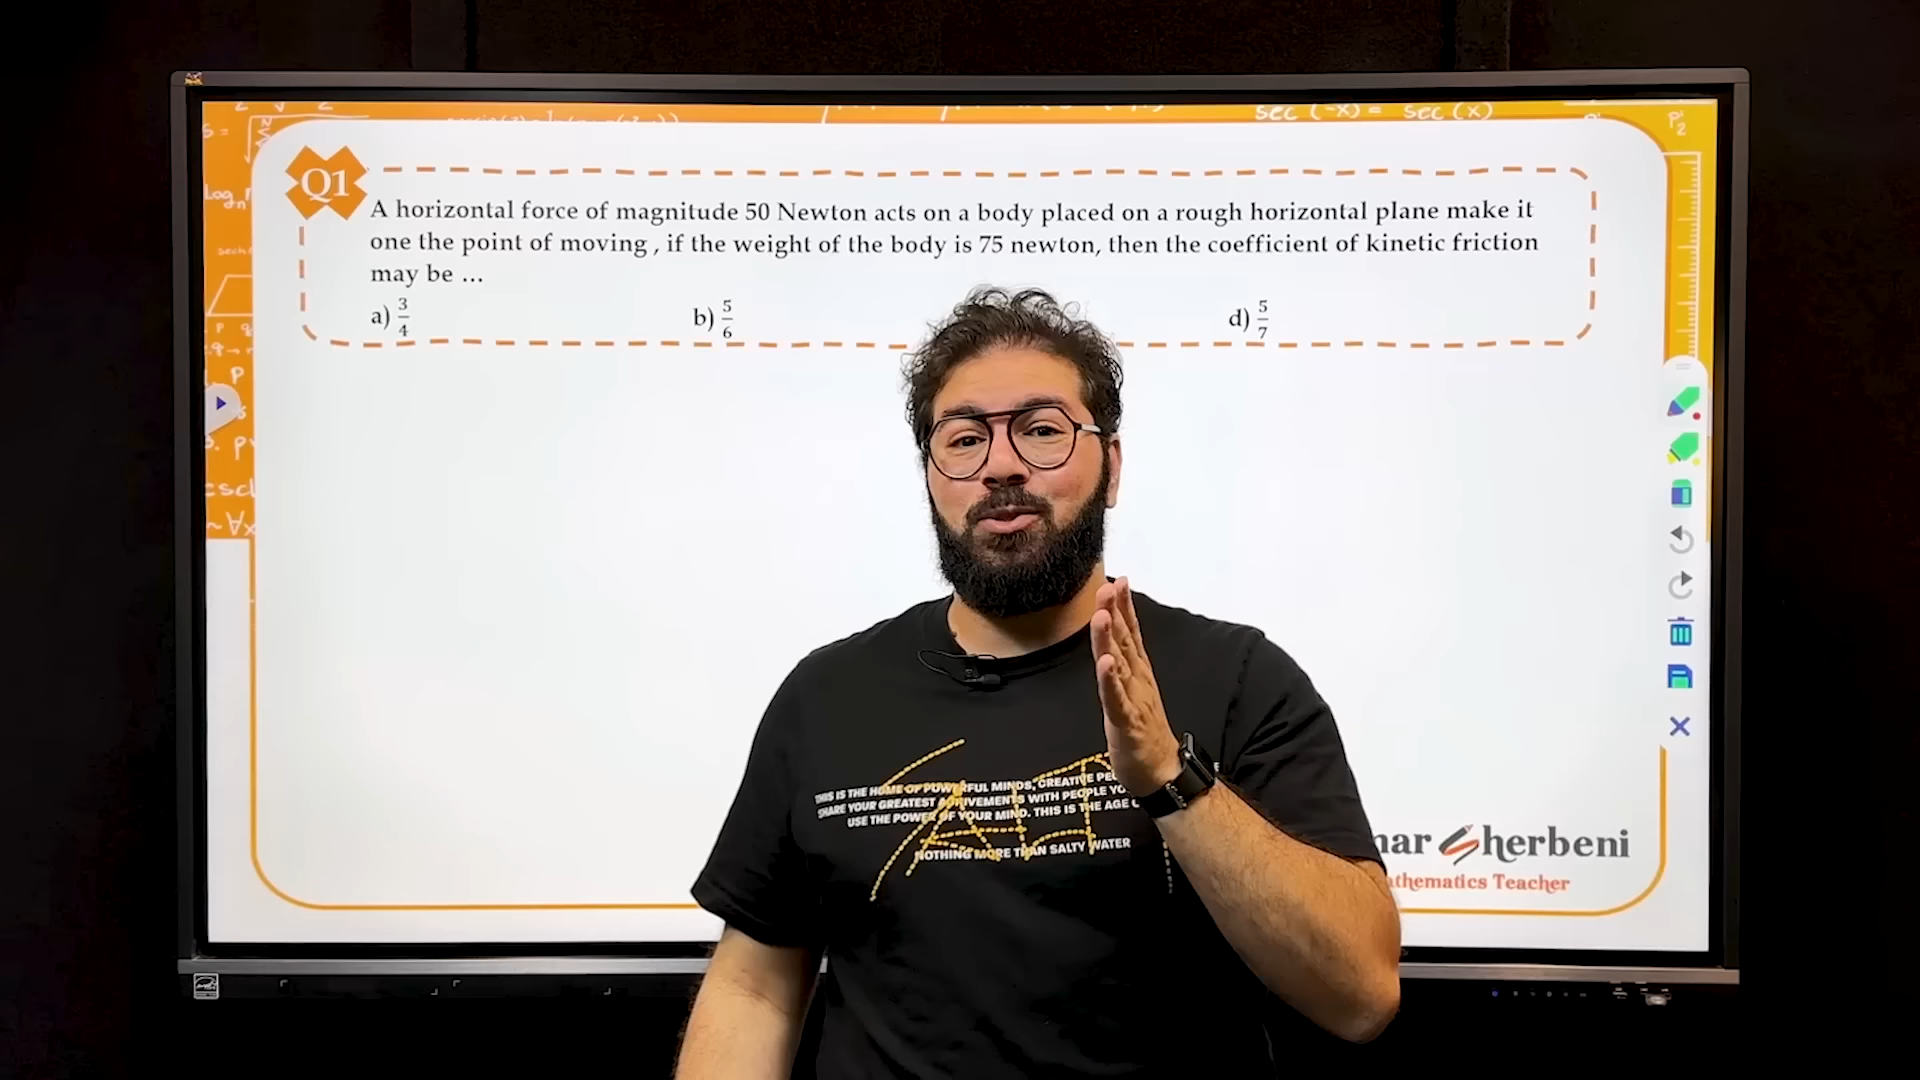 sec (-x) = sec (x)
Q1
A horizontal force of magnitude 50 Newton acts on a body placed on a rough horizontal plane make it
one the point of moving , if the weight of the body is 75 newton, then the coefficient of kinetic friction
may be ...
a) 3/4 b) 5/6 d) 5/7
THIS IS THE HOME OF POWERFUL MINDS, CREATIVE
SHARE YOUR GREATEST ACHIVEMENTS WITH PEOPLE
USE THE POWER OF YOUR MIND. THIS IS THE AGE
NOTHING MORE THAN SALTY WATER
herbeni
Teacher